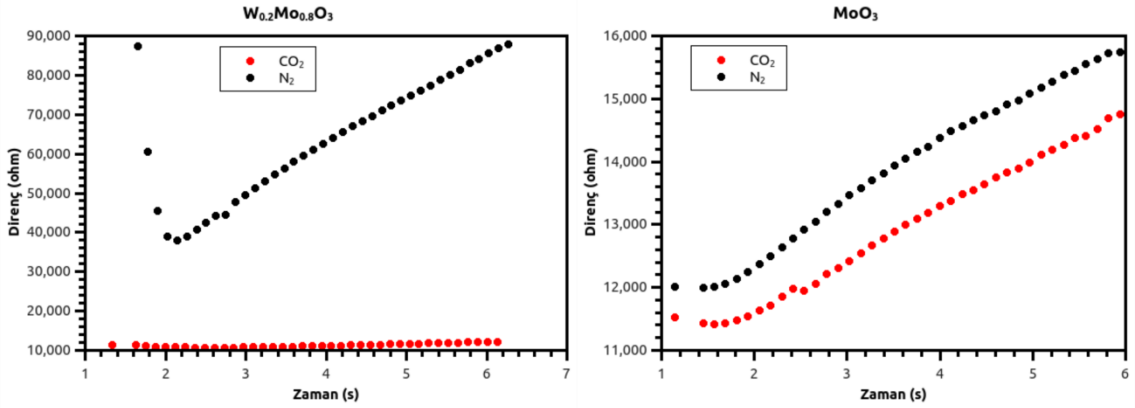 W₀.₂Mo₀.₈O₃
90,000
80,000
70,000
60,000
50,000
40,000
30,000
20,000
10,000
Direnç (ohm)
CO₂
N₂
1 2 3 4 5 6 7
Zaman (s)
MoO₃
16,000
15,000
14,000
13,000
12,000
11,000
Direnç (ohm)
CO₂
N₂
1 2 3 4 5 6
Zaman (s)